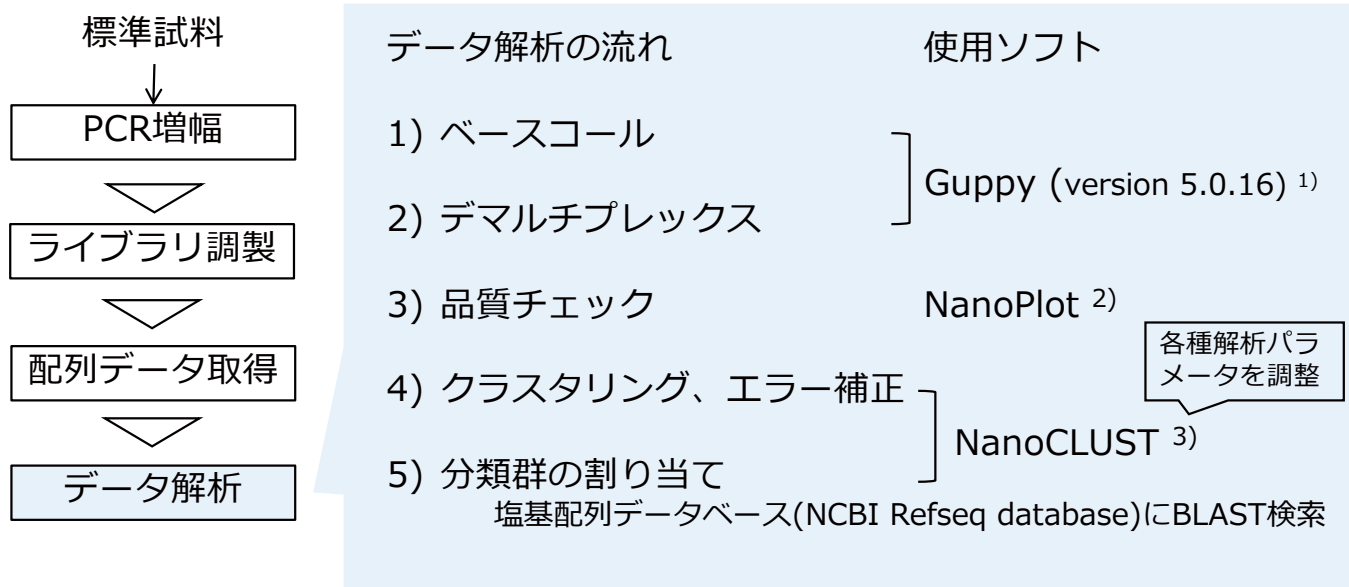 標準試料
PCR増幅
ライブラリ調製
配列データ取得
データ解析
データ解析の流れ 使用ソフト
1) ベースコール
Guppy (version 5.0.16) 1)
2) デマルチプレックス
3) 品質チェック NanoPlot 2)
各種解析パラ
メータを調整
4) クラスタリング、エラー補正
NanoCLUST 3)
5) 分類群の割り当て
塩基配列データベース(NCBI Refseq database)にBLAST検索